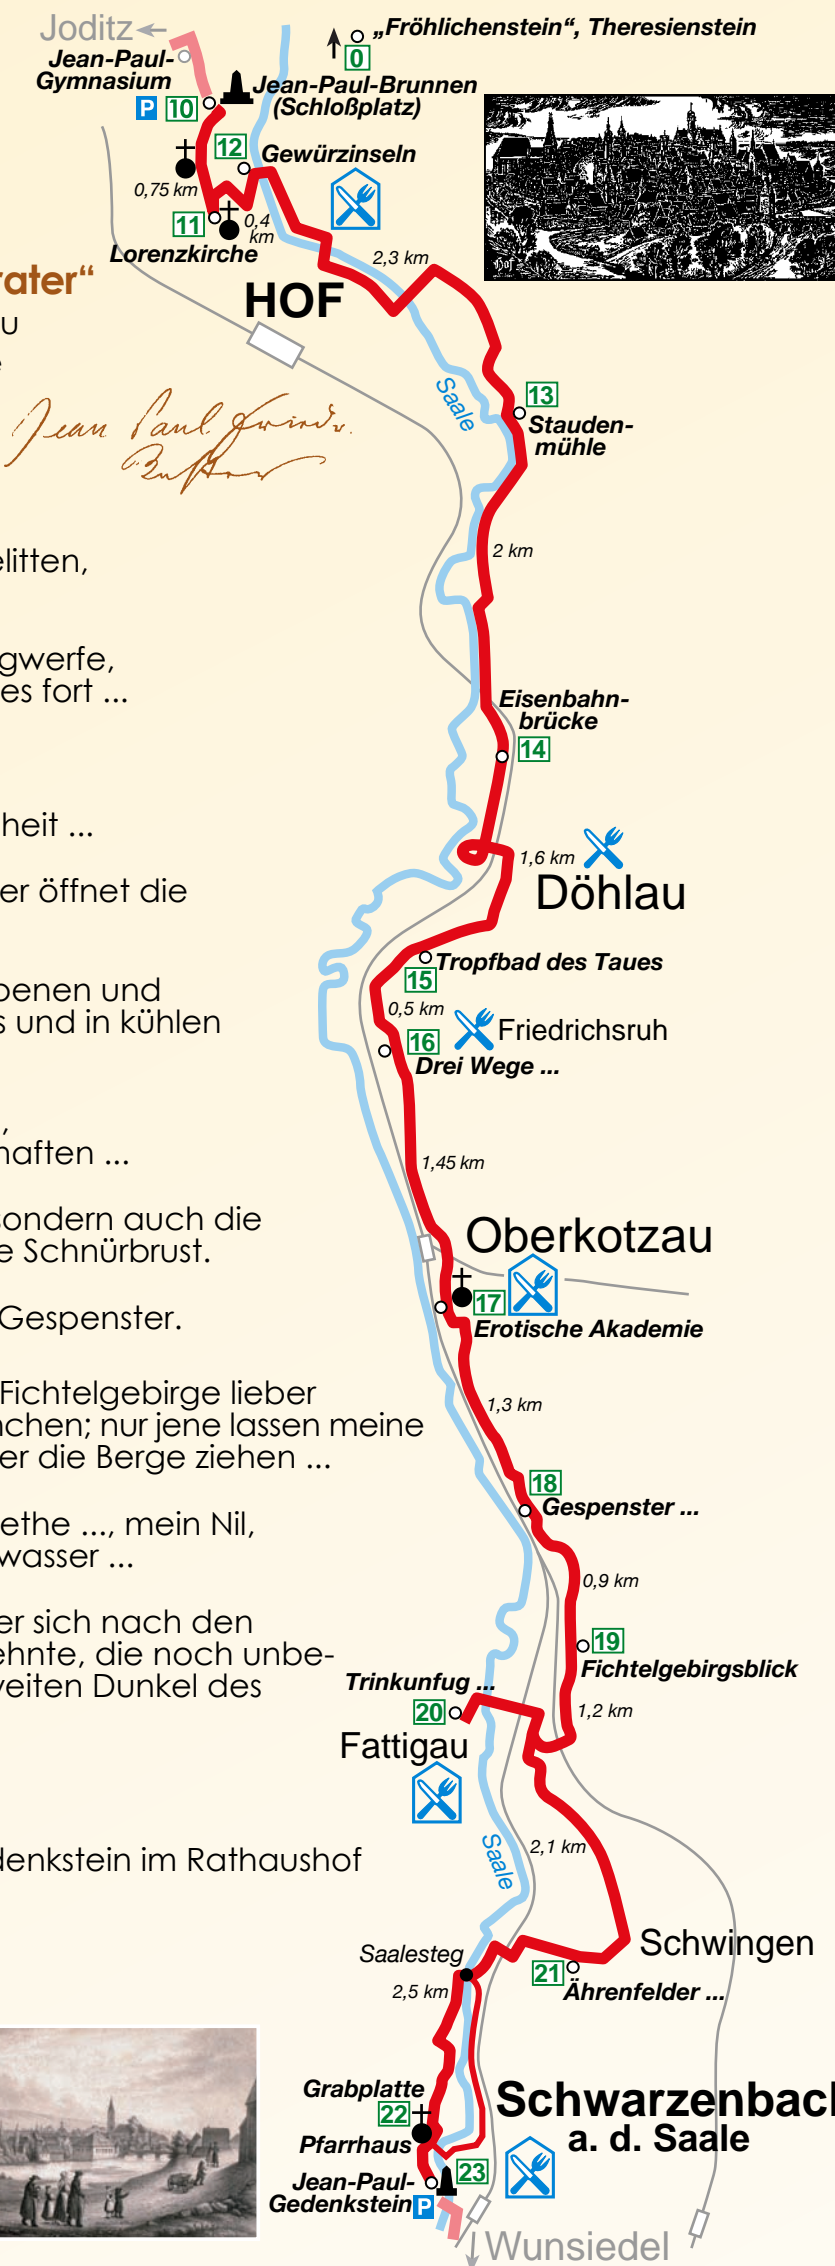 Joditz
„Fröhlichenstein“, Theresienstein
0
Jean-Paul-
Gymnasium
Jean-Paul-Brunnen
(Schloßplatz)
P 10
12
Gewürzinseln
0,75 km
11
0,4
km
Lorenzkirche
2,3 km
rater“
HOF
u
e
Jean Paul Friedr.
Saale
13
Stauden-
mühle
2 km
elitten,
gwerfe,
es fort ...
Eisenbahn-
brücke
14
heit ...
1,6 km
Döhlau
er öffnet die
Tropfbad des Taues
15
benen und
s und in kühlen
0,5 km
16
Friedrichsruh
Drei Wege ...
,
haften ...
1,45 km
sondern auch die
e Schnürbrust.
Oberkotzau
17
Erotische Akademie
Gespenster.
Fichtelgebirge lieber
nchen; nur jene lassen meine
er die Berge ziehen ...
1,3 km
18
Gespenster ...
ethe ..., mein Nil,
wasser ...
0,9 km
er sich nach den
ehnte, die noch unbe-
weiten Dunkel des
19
Fichtelgebirgsblick
Trinkunfug ...
20
1,2 km
Fattigau
Saale
2,1 km
denkstein im Rathaushof
Schwingen
Saalesteg
21
Ährenfelder ...
2,5 km
Grabplatte
22
Pfarrhaus
Schwarzenbach
a. d. Saale
23
Jean-Paul-
Gedenkstein P
Wunsiedel